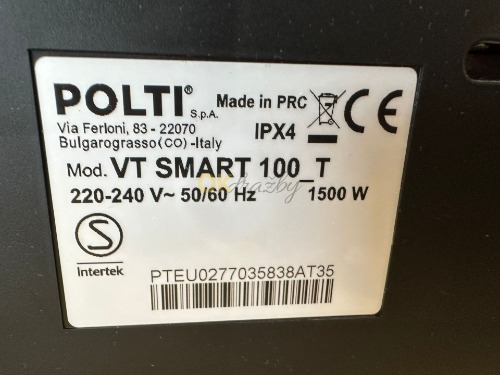 POLTI® S.p.A. Made in PRC
Via Ferloni, 83 - 22070
Bulgarograsso(CO) -Italy IPX4 CE
Mod. VT SMART 100_T
220-240 V~ 50/60 Hz 1500 W
OKdražby
S
Intertek
PTEU0277035838AT35